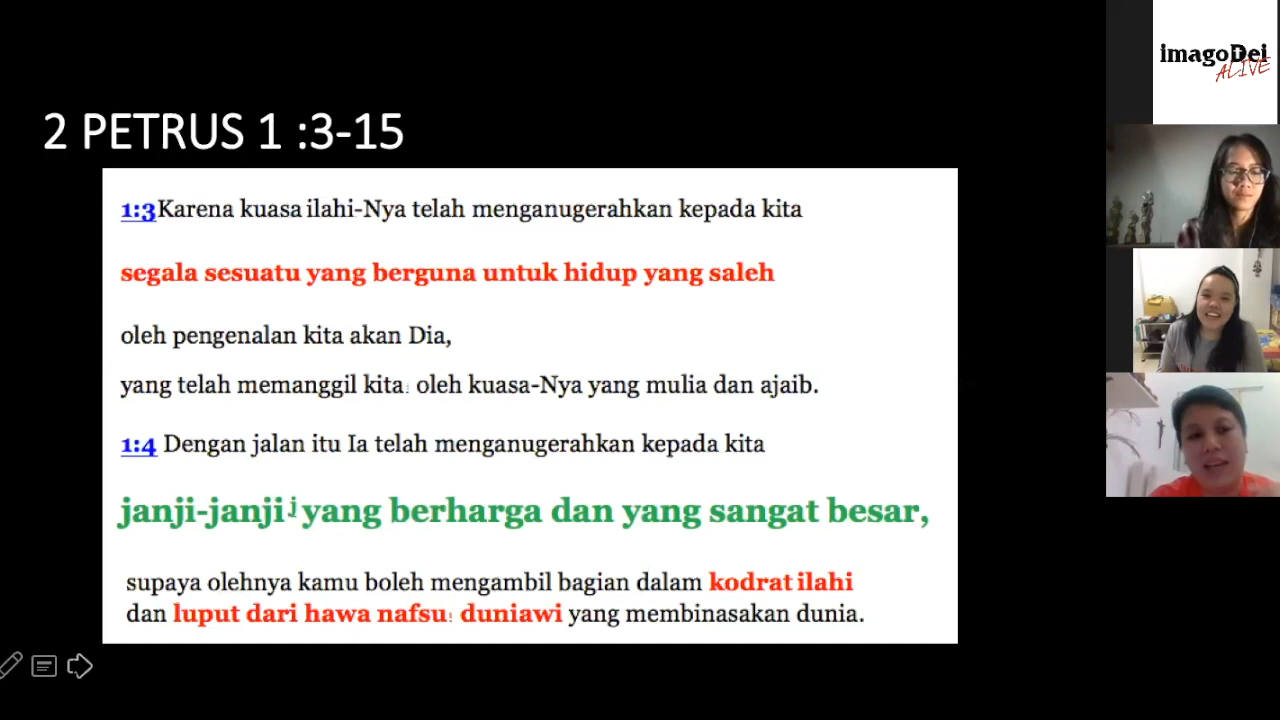 2 PETRUS 1 :3-15
1:3Karena kuasa ilahi-Nya telah menganugerahkan kepada kita
segala sesuatu yang berguna untuk hidup yang saleh
oleh pengenalan kita akan Dia,
yang telah memanggil kita oleh kuasa-Nya yang mulia dan ajaib.
1:4 Dengan jalan itu Ia telah menganugerahkan kepada kita
janji-janji j yang berharga dan yang sangat besar,
supaya olehnya kamu boleh mengambil bagian dalam kodrat ilahi
dan luput dari hawa nafsu duniawi yang membinasakan dunia.
imagoDei
ALIVE